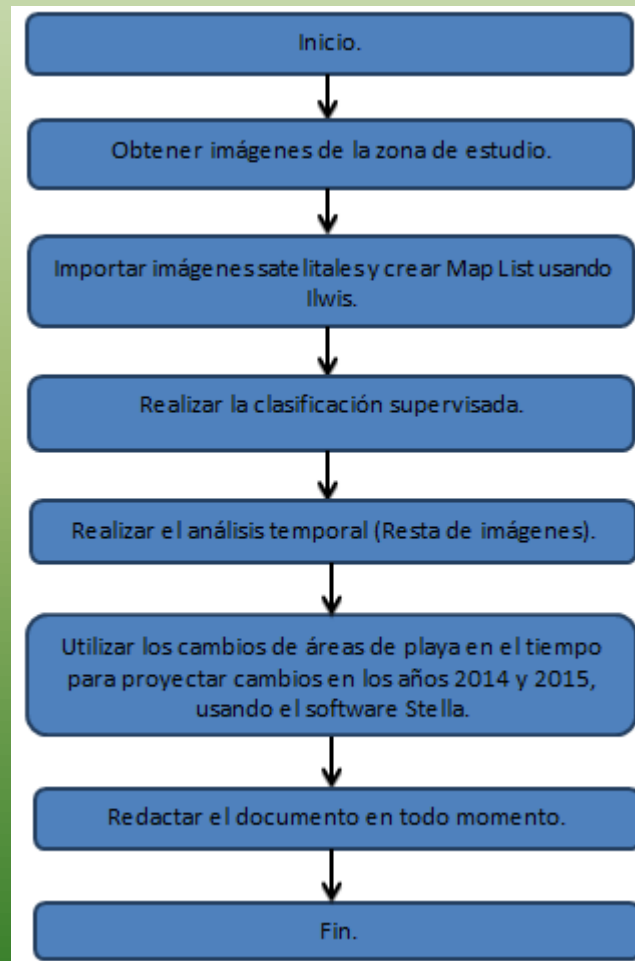 Inicio.
Obtener imágenes de la zona de estudio.
Importar imágenes satelitales y crear Map List usando
Ilwis.
Realizar la clasificación supervisada.
Realizar el análisis temporal (Resta de imágenes).
Utilizar los cambios de áreas de playa en el tiempo
para proyectar cambios en los años 2014 y 2015,
usando el software Stella.
Redactar el documento en todo momento.
Fin.